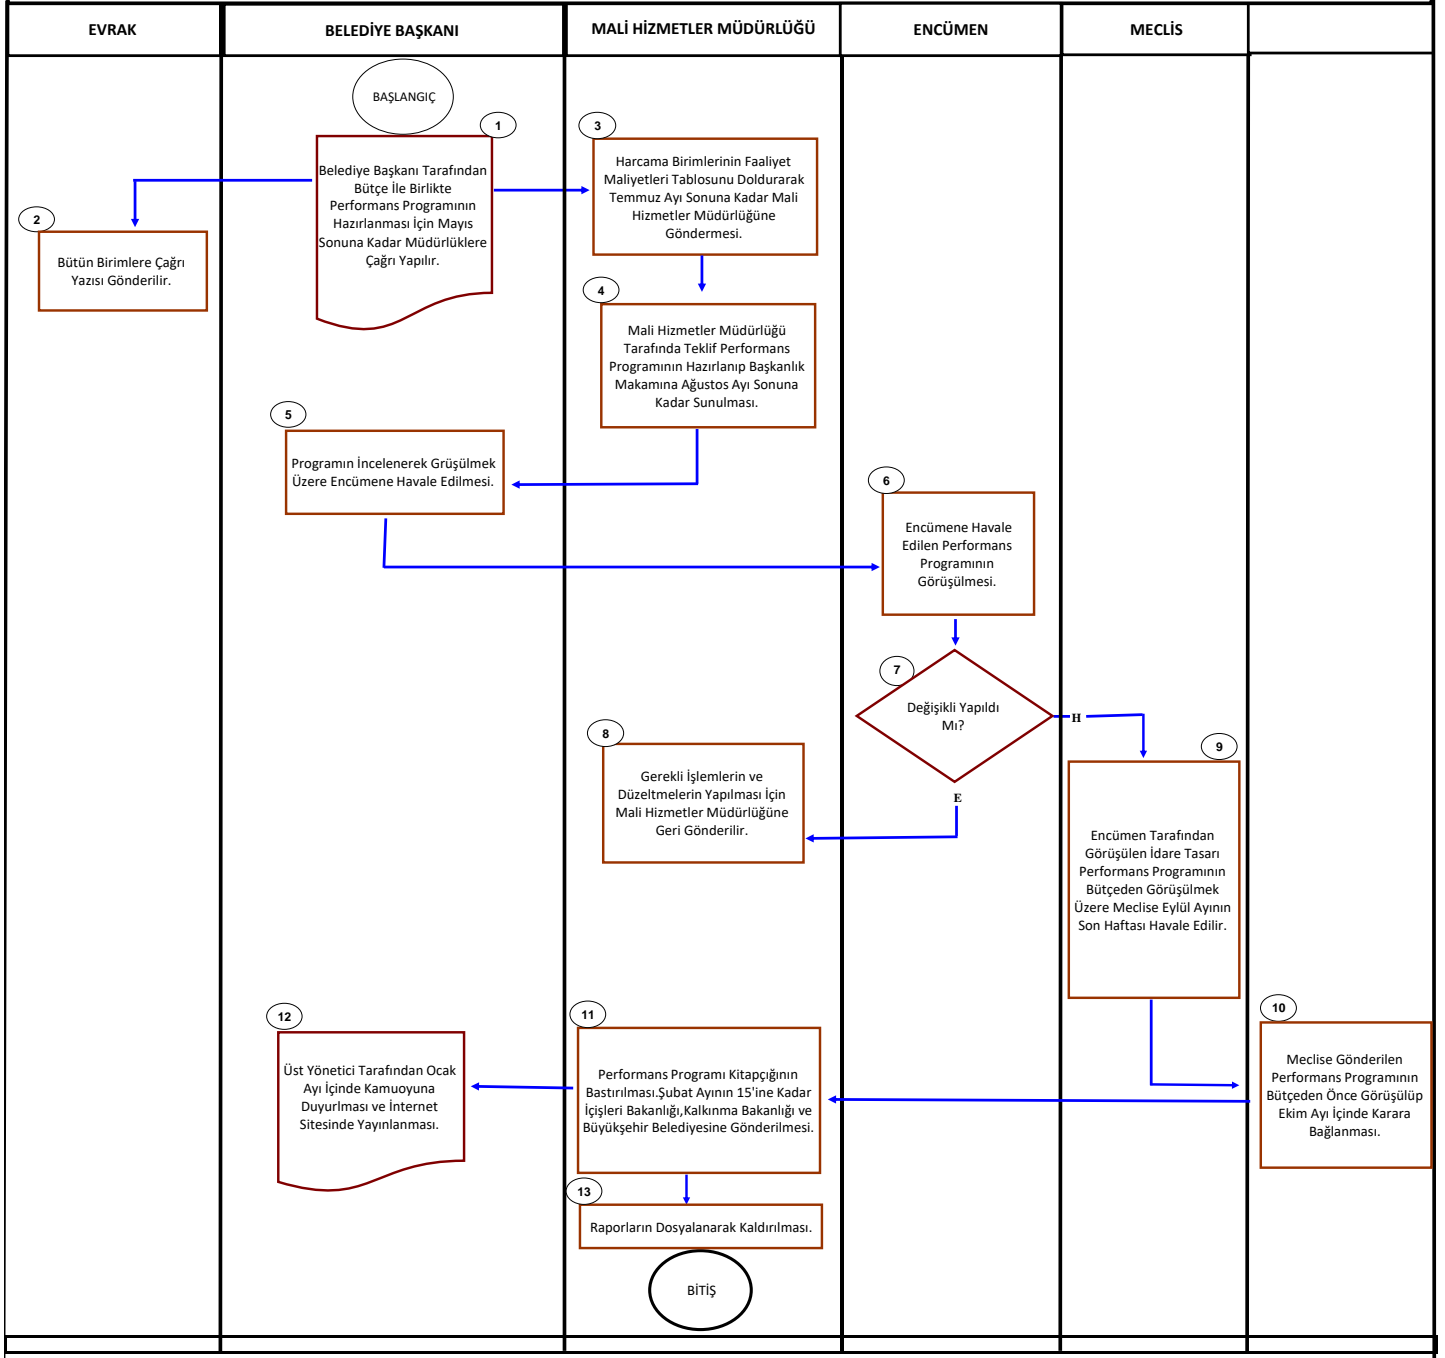 EVRAK
BELEDİYE BAŞKANI
MALİ HİZMETLER MÜDÜRLÜĞÜ
ENCÜMEN
MECLİS
BAŞLANGIÇ
1
Belediye Başkanı Tarafından
Bütçe İle Birlikte
Performans Programının
Hazırlanması İçin Mayıs
Sonuna Kadar Müdürlüklere
Çağrı Yapılır.
2
Bütün Birimlere Çağrı
Yazısı Gönderilir.
3
Harcama Birimlerinin Faaliyet
Maliyetleri Tablosunu Doldurarak
Temmuz Ayı Sonuna Kadar Mali
Hizmetler Müdürlüğüne
Göndermesi.
4
Mali Hizmetler Müdürlüğü
Tarafında Teklif Performans
Programının Hazırlanıp Başkanlık
Makamına Ağustos Ayı Sonuna
Kadar Sunulması.
5
Programın İncelenerek Grüşülmek
Üzere Encümene Havale Edilmesi.
6
Encümene Havale
Edilen Performans
Programının
Görüşülmesi.
7
Değişikli Yapıldı
Mı?
H
E
8
Gerekli İşlemlerin ve
Düzeltmelerin Yapılması İçin
Mali Hizmetler Müdürlüğüne
Geri Gönderilir.
9
Encümen Tarafından
Görüşülen İdare Tasarı
Performans Programının
Bütçeden Görüşülmek
Üzere Meclise Eylül Ayının
Son Haftası Havale Edilir.
10
Meclise Gönderilen
Performans Programının
Bütçeden Önce Görüşülüp
Ekim Ayı İçinde Karara
Bağlanması.
11
Performans Programı Kitapçığının
Bastırılması.Şubat Ayının 15'ine Kadar
İçişleri Bakanlığı,Kalkınma Bakanlığı ve
Büyükşehir Belediyesine Gönderilmesi.
12
Üst Yönetici Tarafından Ocak
Ayı İçinde Kamuoyuna
Duyurulması ve İnternet
Sitesinde Yayınlanması.
13
Raporların Dosyalanarak Kaldırılması.
BİTİŞ